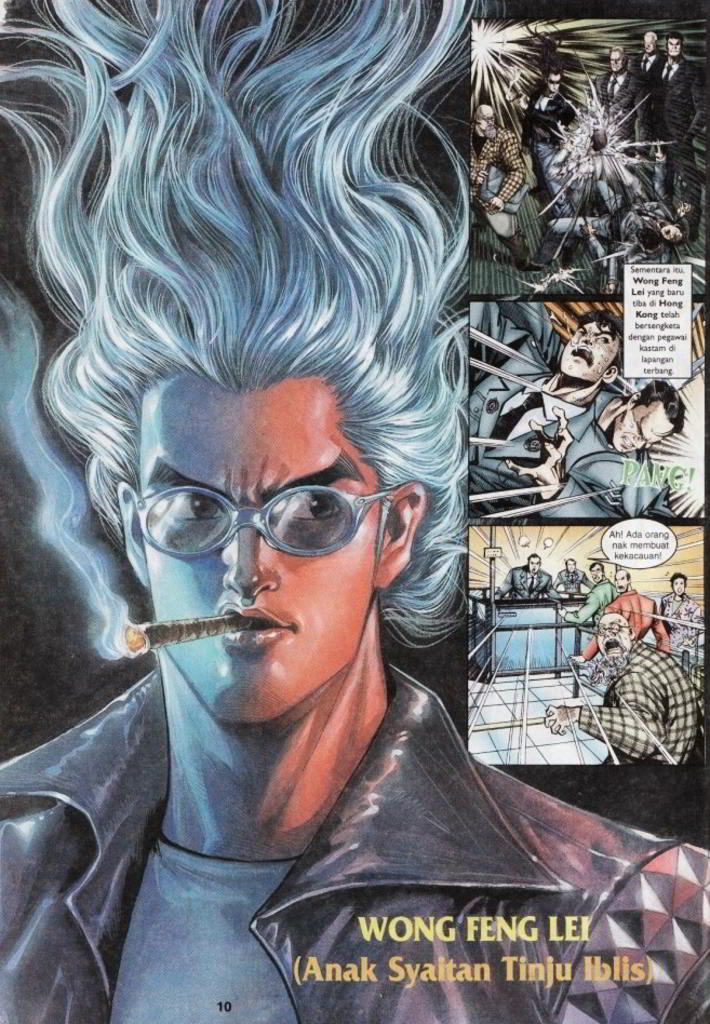 Sementara itu,
Wong Feng
Lei yang baru
tiba di Hong
Kong telah
bersengketa
dengan pegawai
kastam di
lapangan
terbang.
PANG!
Ah! Ada orang
nak membuat
kekacauan!
WONG FENG LEI
(Anak Syaitan Tinju Iblis)
10